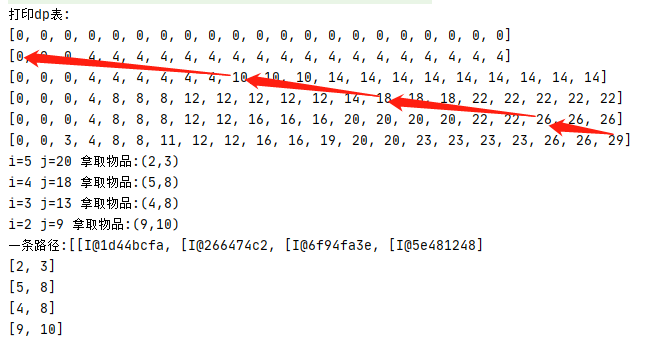 打印dp表:
[0, 0, 0, 0, 0, 0, 0, 0, 0, 0, 0, 0, 0, 0, 0, 0, 0, 0, 0, 0, 0]
[0, 0, 0, 4, 4, 4, 4, 4, 4, 4, 4, 4, 4, 4, 4, 4, 4, 4, 4, 4, 4]
[0, 0, 0, 4, 4, 4, 4, 4, 4, 10, 10, 10, 14, 14, 14, 14, 14, 14, 14, 14, 14]
[0, 0, 0, 4, 8, 8, 8, 12, 12, 12, 12, 12, 14, 18, 18, 18, 22, 22, 22, 22, 22]
[0, 0, 0, 4, 8, 8, 8, 12, 12, 16, 16, 16, 20, 20, 20, 20, 22, 22, 26, 26, 26]
[0, 0, 3, 4, 8, 8, 11, 12, 12, 16, 16, 19, 20, 20, 23, 23, 23, 23, 26, 26, 29]
i=5 j=20 拿取物品:(2,3)
i=4 j=18 拿取物品:(5,8)
i=3 j=13 拿取物品:(4,8)
i=2 j=9 拿取物品:(9,10)
一条路径:[[I@1d44bcfa, [I@266474c2, [I@6f94fa3e, [I@5e481248]
[2, 3]
[5, 8]
[4, 8]
[9, 10]